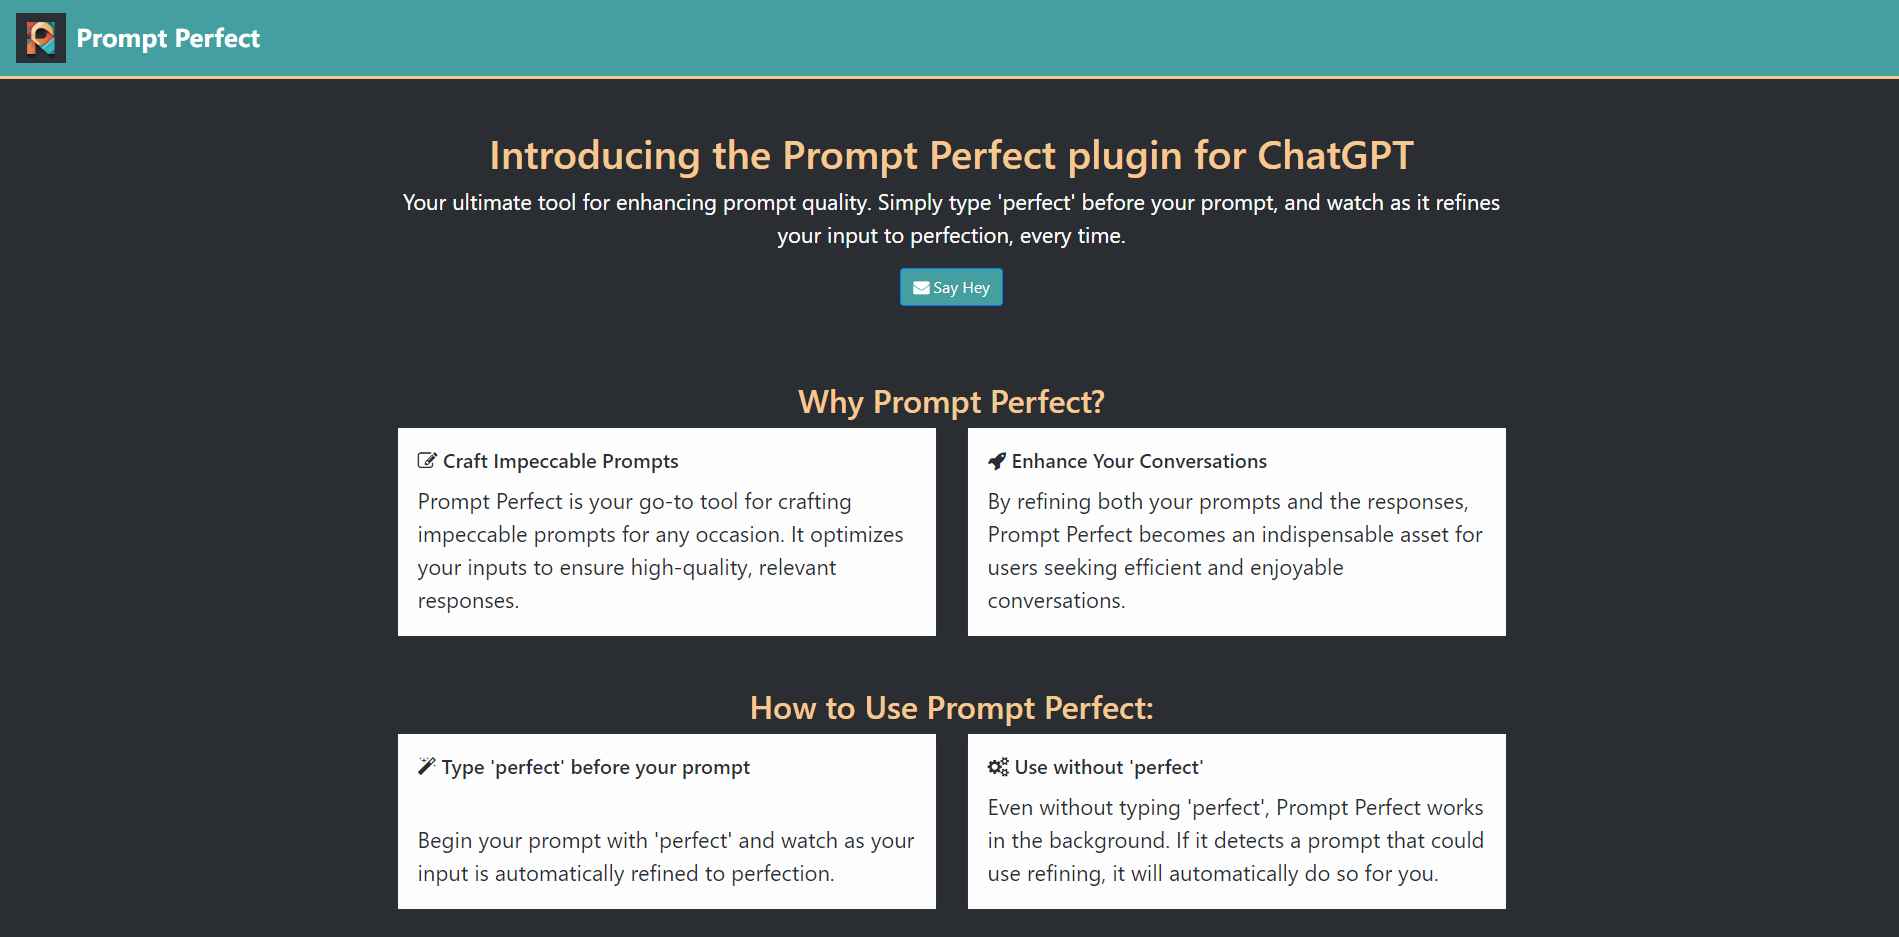 Prompt Perfect
Introducing the Prompt Perfect plugin for ChatGPT
Your ultimate tool for enhancing prompt quality. Simply type 'perfect' before your prompt, and watch as it refines
your input to perfection, every time.
Say Hey
Why Prompt Perfect?
Craft Impeccable Prompts
Prompt Perfect is your go-to tool for crafting
impeccable prompts for any occasion. It optimizes
your inputs to ensure high-quality, relevant
responses.
Enhance Your Conversations
By refining both your prompts and the responses,
Prompt Perfect becomes an indispensable asset for
users seeking efficient and enjoyable
conversations.
How to Use Prompt Perfect:
Type 'perfect' before your prompt
Begin your prompt with 'perfect' and watch as your
input is automatically refined to perfection.
Use without 'perfect'
Even without typing 'perfect', Prompt Perfect works
in the background. If it detects a prompt that could
use refining, it will automatically do so for you.